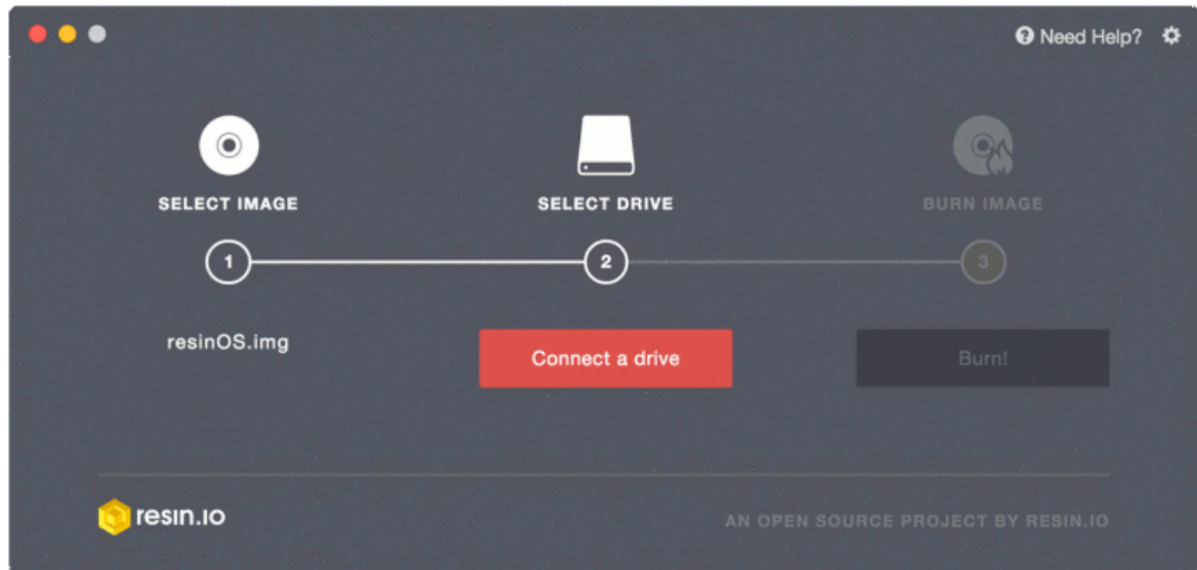 Need Help?
SELECT IMAGE
SELECT DRIVE
BURN IMAGE
1
2
3
resinOS.img
Connect a drive
Burn!
resin.io
AN OPEN SOURCE PROJECT BY RESIN.IO